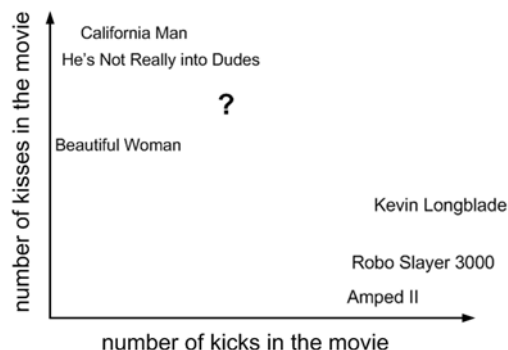 California Man
He's Not Really into Dudes
?
Beautiful Woman
Kevin Longblade
Robo Slayer 3000
Amped II
number of kisses in the movie
number of kicks in the movie